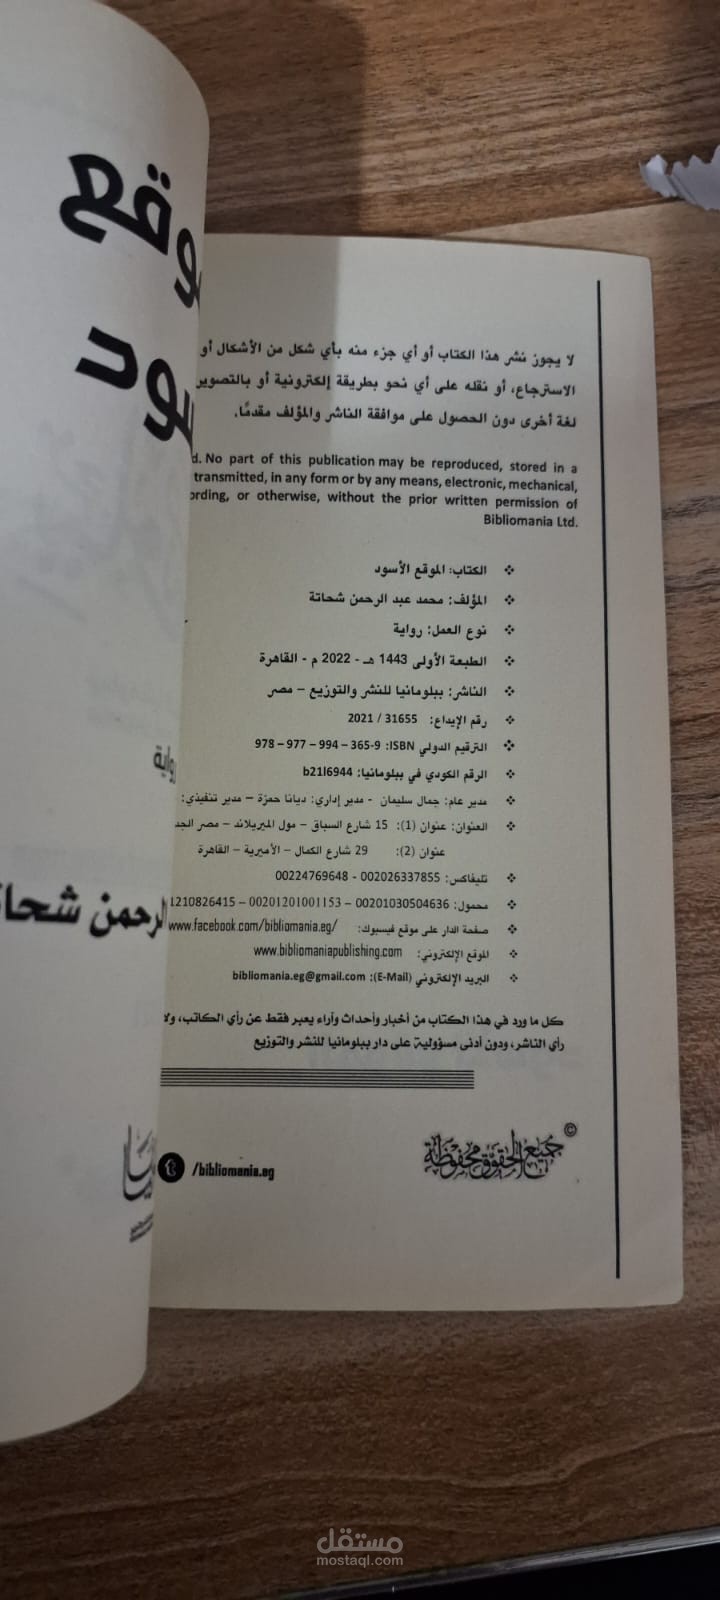 لا يجوز نشر هذا الكتاب أو أي جزء منه بأي شكل من الأشكال أو
الاسترجاع، أو نقله على أي نحو بطريقة إلكترونية أو بالتصوير
لغة أخرى دون الحصول على موافقة الناشر والمؤلف مقدمًا.
d. No part of this publication may be reproduced, stored in a
transmitted, in any form or by any means, electronic, mechanical,
ording, or otherwise, without the prior written permission of
Bibliomania Ltd.
الكتاب: الموقع الأسود
المؤلف: محمد عبد الرحمن شحاتة
نوع العمل: رواية
الطبعة الأولى 1443 هـ - 2022 م - القاهرة
الناشر: ببلومانيا للنشر والتوزيع – مصر
رقم الإيداع: 31655 / 2021
الترقيم الدولي ISBN: 978 – 977 – 994 – 365-9
الرقم الكودي في ببلومانيا: b21l6944
مدير عام: جمال سليمان - مدير إداري: ديانا حمزة – مدير تنفيذي:
العنوان: عنوان (1): 15 شارع السباق – مول الميريلاند – مصر الجد
عنوان (2): 29 شارع الكمال – الأميرية – القاهرة
تليفاكس: 002026337855 - 00224769648
محمول: 00201030504636 – 00201201001153 – 1210826415
صفحة الدار على موقع فيسبوك: www.facebook.com/bibliomania.eg/
الموقع الإلكتروني: www.bibliomaniapublishing.com
البريد الإلكتروني (E-Mail): bibliomania.eg@gmail.com
كل ما ورد في هذا الكتاب من أخبار وأحداث وآراء يعبر فقط عن رأي الكاتب، ولا
رأي الناشر، ودون أدنى مسؤولية على دار ببلومانيا للنشر والتوزيع
© جميع الحقوق محفوظة
t /bibliomania.eg
وقع
سود
رواية
الرحمن شحا
مستقل
mostaql.com